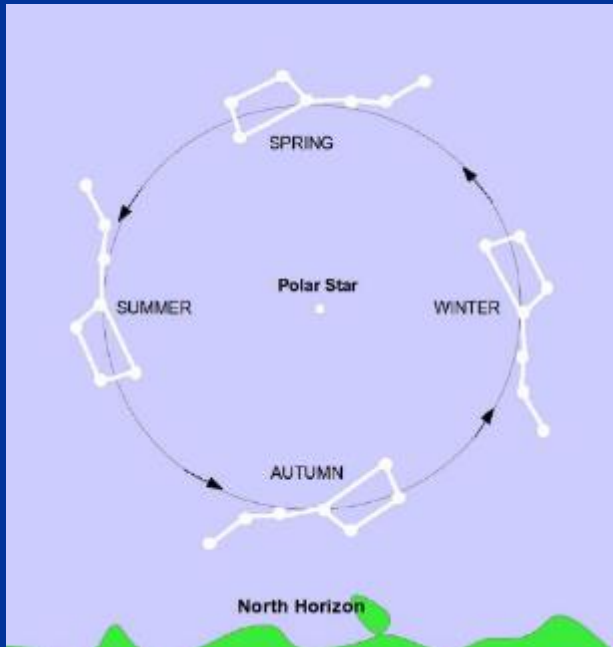 SPRING
Polar Star
SUMMER
WINTER
AUTUMN
North Horizon